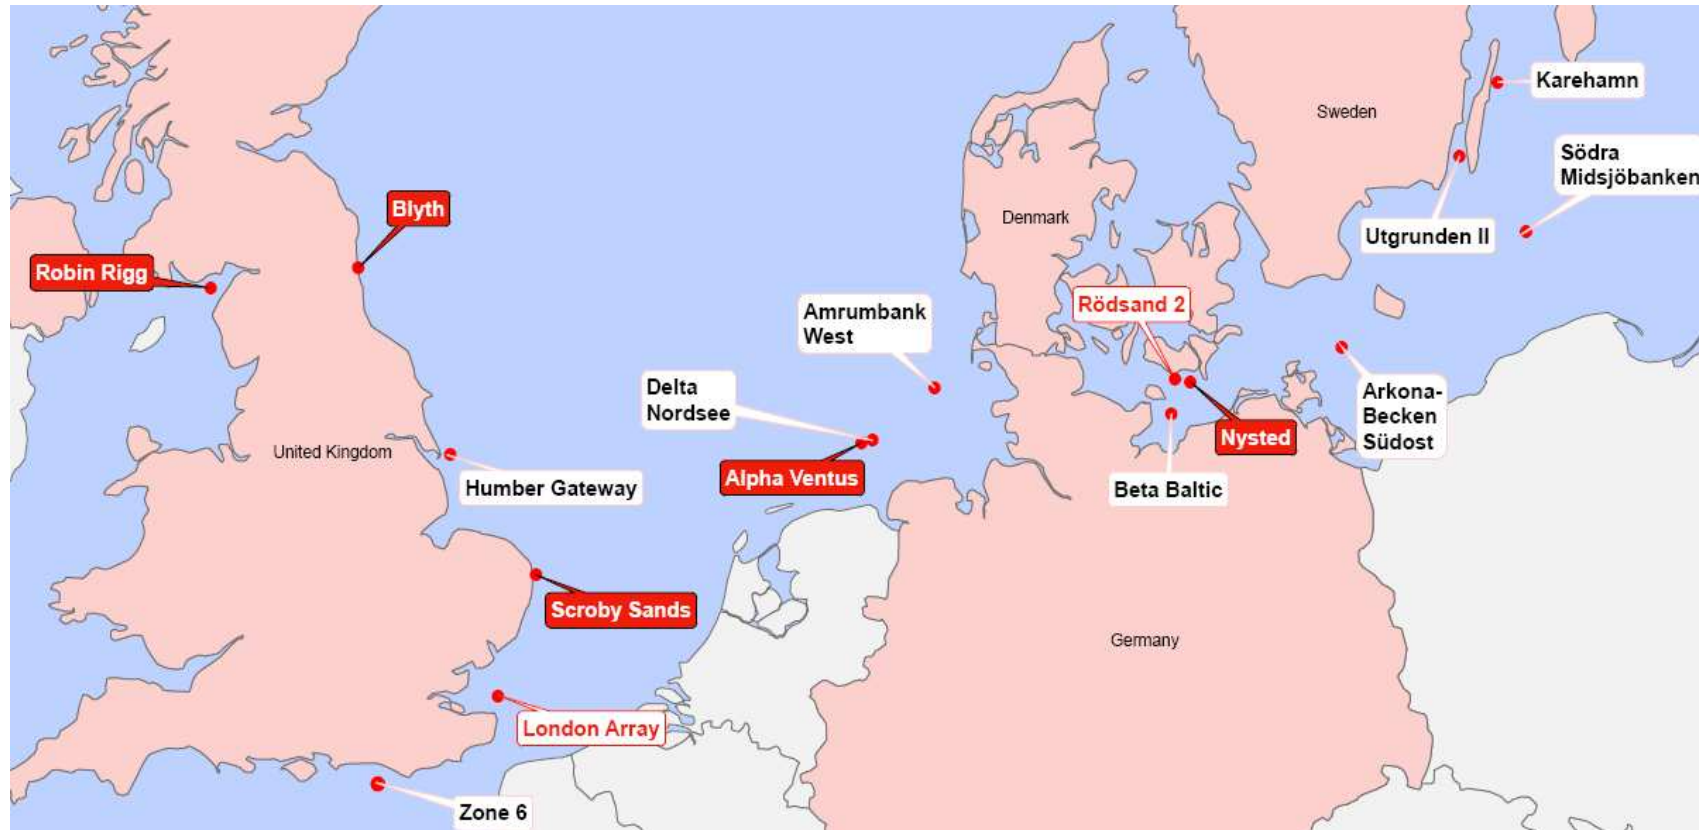 Karehamn
Sweden
Södra
Midsjöbanken
Blyth
Denmark
Utgrunden II
Robin Rigg
Amrumbank
West
Rödsand 2
Delta
Nordsee
Arkona-
Becken
Südost
Nysted
United Kingdom
Alpha Ventus
Humber Gateway
Beta Baltic
Scroby Sands
Germany
London Array
Zone 6